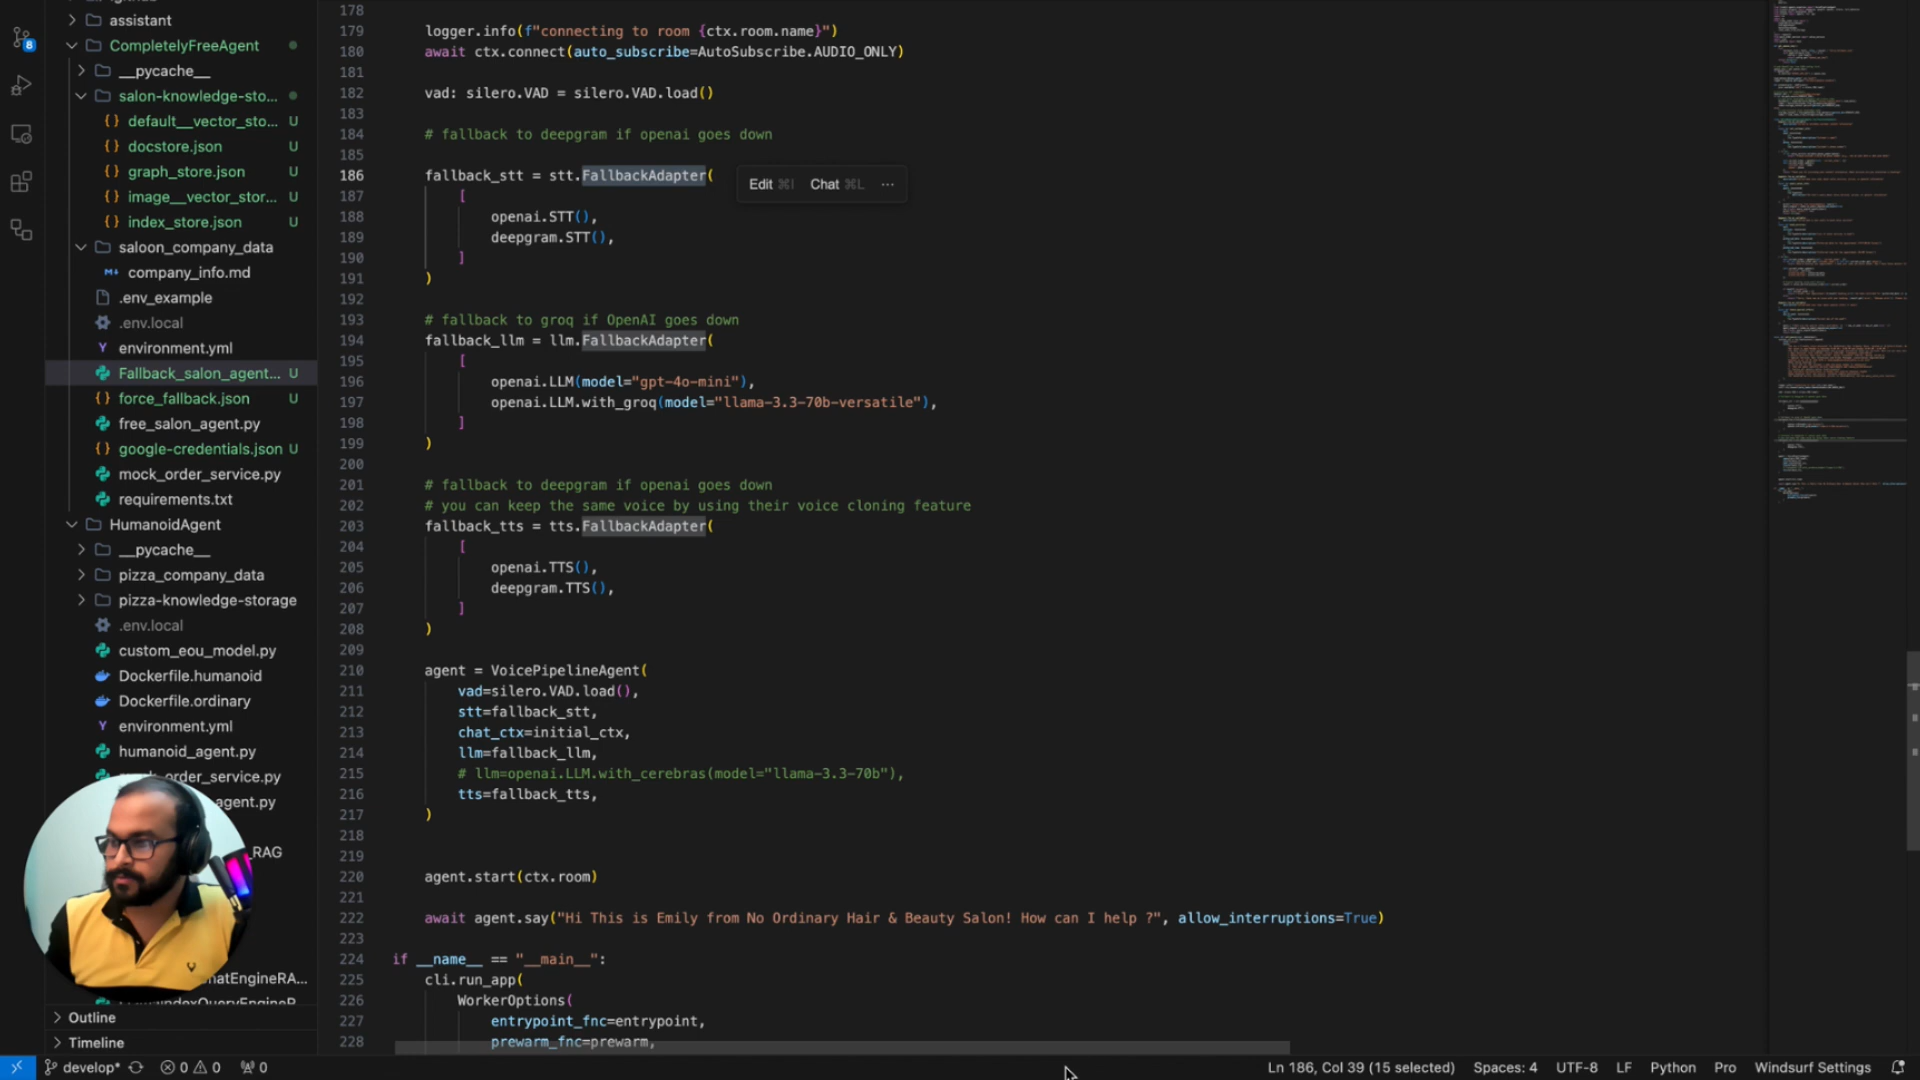 assistant
CompletelyFreeAgent
__pycache__
salon-knowledge-sto...
default__vector_sto... U
docstore.json U
graph_store.json U
image__vector_stor... U
index_store.json U
saloon_company_data
company_info.md
.env_example
.env.local
environment.yml
Fallback_salon_agent... U
force_fallback.json U
free_salon_agent.py
google-credentials.json U
mock_order_service.py
requirements.txt
HumanoidAgent
__pycache__
pizza_company_data
pizza-knowledge-storage
.env.local
custom_eou_model.py
Dockerfile.humanoid
Dockerfile.ordinary
environment.yml
humanoid_agent.py
order_service.py
agent.py
_RAG
hatEngineRA...
Outline
Timeline
178
179 logger.info(f"connecting to room {ctx.room.name}")
180 await ctx.connect(auto_subscribe=AutoSubscribe.AUDIO_ONLY)
181
182 vad: silero.VAD = silero.VAD.load()
183
184 # fallback to deepgram if openai goes down
185
186 fallback_stt = stt.FallbackAdapter(
Edit ⌘I Chat ⌘L ...
187 [
188 openai.STT(),
189 deepgram.STT(),
190 ]
191 )
192
193 # fallback to groq if OpenAI goes down
194 fallback_llm = llm.FallbackAdapter(
195 [
196 openai.LLM(model="gpt-4o-mini"),
197 openai.LLM.with_groq(model="llama-3.3-70b-versatile"),
198 ]
199 )
200
201 # fallback to deepgram if openai goes down
202 # you can keep the same voice by using their voice cloning feature
203 fallback_tts = tts.FallbackAdapter(
204 [
205 openai.TTS(),
206 deepgram.TTS(),
207 ]
208 )
209
210 agent = VoicePipelineAgent(
211 vad=silero.VAD.load(),
212 stt=fallback_stt,
213 chat_ctx=initial_ctx,
214 llm=fallback_llm,
215 # llm=openai.LLM.with_cerebras(model="llama-3.3-70b"),
216 tts=fallback_tts,
217 )
218
219
220 agent.start(ctx.room)
221
222 await agent.say("Hi This is Emily from No Ordinary Hair & Beauty Salon! How can I help ?", allow_interruptions=True)
223
224 if __name__ == "__main__":
225 cli.run_app(
226 WorkerOptions(
227 entrypoint_fnc=entrypoint,
228 prewarm_fnc=prewarm,
8
develop* 0 0 0 Ln 186, Col 39 (15 selected) Spaces: 4 UTF-8 LF Python Pro Windsurf Settings